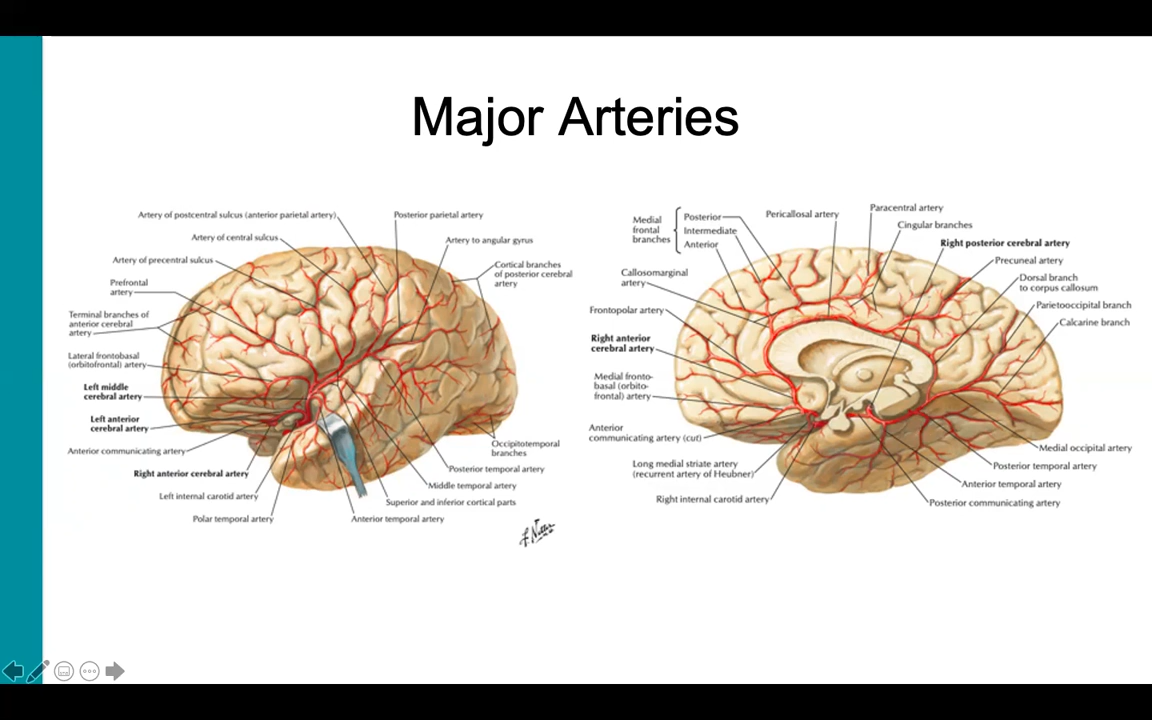 Major Arteries
Artery of postcentral sulcus (anterior parietal artery)
Posterior parietal artery
Artery of central sulcus
Artery to angular gyrus
Artery of precentral sulcus
Cortical branches
of posterior cerebral
artery
Prefrontal
artery
Terminal branches of
anterior cerebral
artery
Lateral frontobasal
(orbitofrontal) artery
Left middle
cerebral artery
Left anterior
cerebral artery
Anterior communicating artery
Right anterior cerebral artery
Left internal carotid artery
Polar temporal artery
Anterior temporal artery
Superior and inferior cortical parts
Middle temporal artery
Posterior temporal artery
Occipitotemporal
branches
F. Netter
Medial
frontal
branches
Posterior
Intermediate
Anterior
Pericallosal artery
Paracentral artery
Cingular branches
Right posterior cerebral artery
Precuneal artery
Dorsal branch
to corpus callosum
Parietooccipital branch
Calcarine branch
Callosomarginal
artery
Frontopolar artery
Right anterior
cerebral artery
Medial fronto-
basal (orbito-
frontal) artery
Anterior
communicating artery (cut)
Long medial striate artery
(recurrent artery of Heubner)
Right internal carotid artery
Medial occipital artery
Posterior temporal artery
Anterior temporal artery
Posterior communicating artery